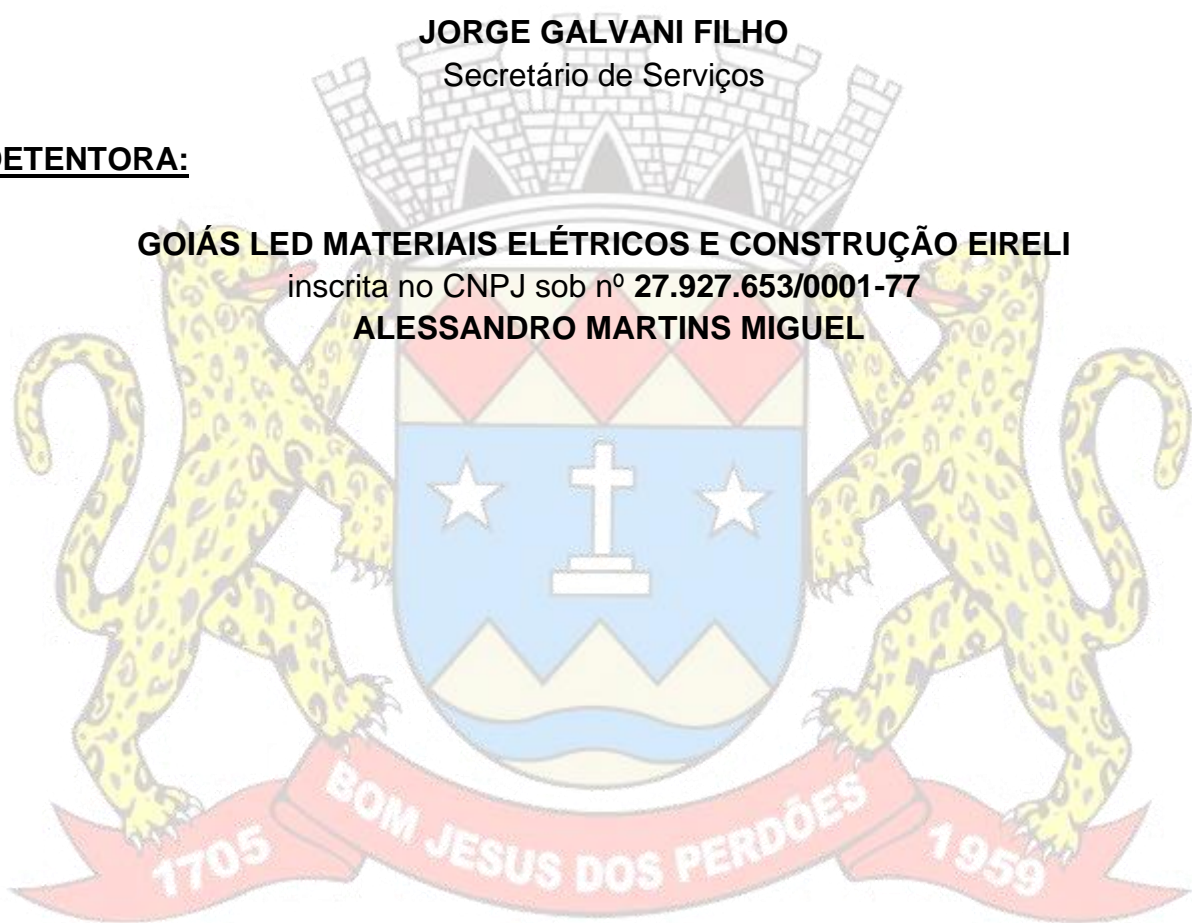 JORGE GALVANI FILHO
Secretário de Serviços
DETENTORA:
GOIÁS LED MATERIAIS ELÉTRICOS E CONSTRUÇÃO EIRELI
inscrita no CNPJ sob nº 27.927.653/0001-77
ALESSANDRO MARTINS MIGUEL
1705 BOM JESUS DOS PERDÕES 1959